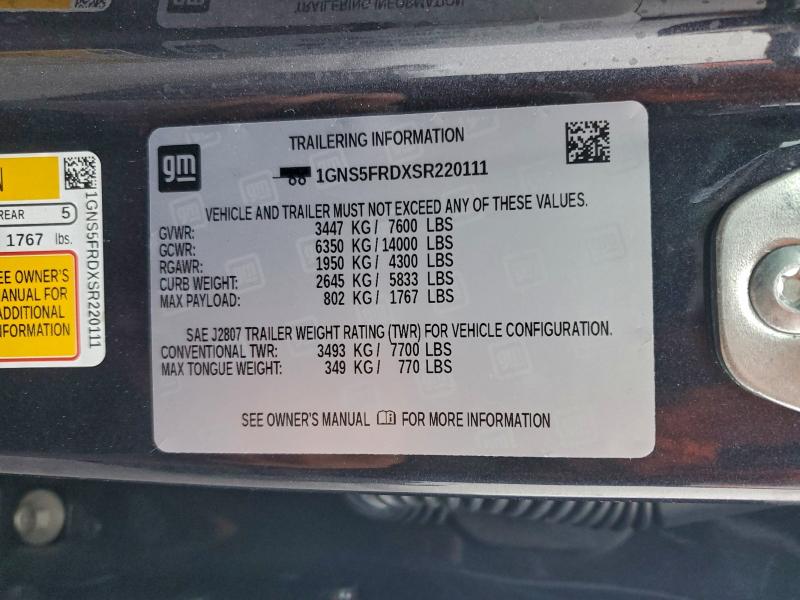 TRAILERING INFORMATION
gm
TRAILERING INFORMATION
1GNS5FRDXSR220111
VEHICLE AND TRAILER MUST NOT EXCEED ANY OF THESE VALUES.
GVWR: 3447 KG/ 7600 LBS
GCWR: 6350 KG/14000 LBS
RGAWR: 1950 KG/ 4300 LBS
CURB WEIGHT: 2645 KG/ 5833 LBS
MAX PAYLOAD: 802 KG/ 1767 LBS
SAE J2807 TRAILER WEIGHT RATING (TWR) FOR VEHICLE CONFIGURATION.
CONVENTIONAL TWR: 3493 KG/ 7700 LBS
MAX TONGUE WEIGHT: 349 KG/ 770 LBS
SEE OWNER'S MANUAL FOR MORE INFORMATION
REAR 5
1767 lbs.
EE OWNER'S
ANUAL FOR
ADDITIONAL
NFORMATION
1GNS5FRDXSR220111